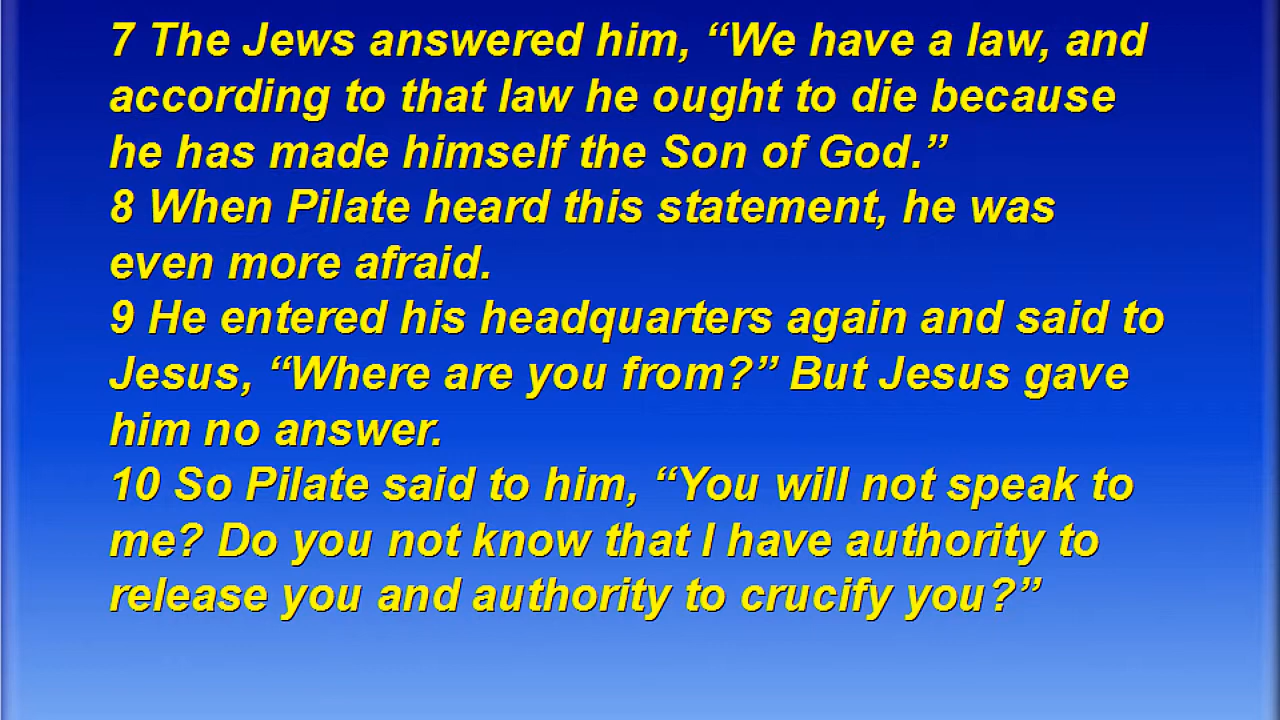 7 The Jews answered him, “We have a law, and
according to that law he ought to die because
he has made himself the Son of God.”
8 When Pilate heard this statement, he was
even more afraid.
9 He entered his headquarters again and said to
Jesus, “Where are you from?” But Jesus gave
him no answer.
10 So Pilate said to him, “You will not speak to
me? Do you not know that I have authority to
release you and authority to crucify you?”